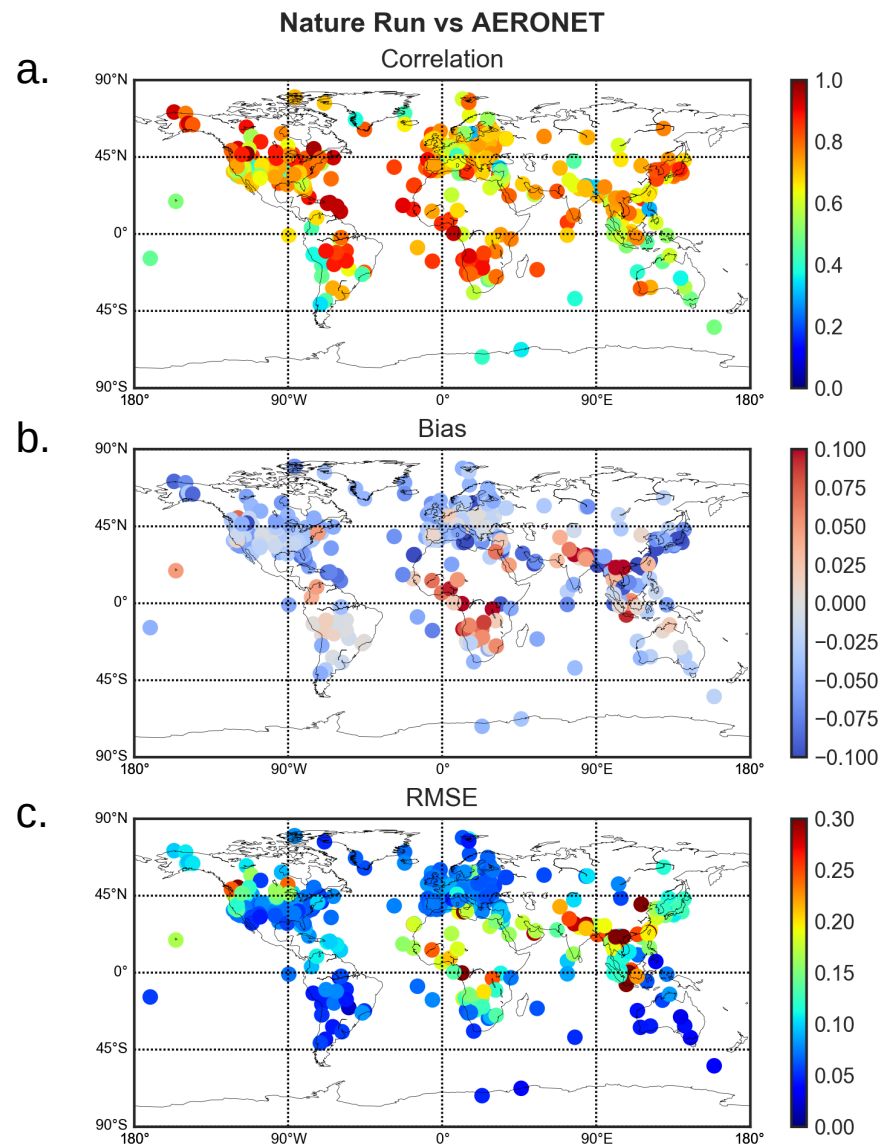 Nature Run vs AERONET
a.
Correlation
90°N
45°N
0°
45°S
90°S
180°
90°W
0°
90°E
180°
1.0
0.8
0.6
0.4
0.2
0.0
b.
Bias
90°N
45°N
0°
45°S
90°S
180°
90°W
0°
90°E
180°
0.100
0.075
0.050
0.025
0.000
−0.025
−0.050
−0.075
−0.100
c.
RMSE
90°N
45°N
0°
45°S
90°S
180°
90°W
0°
90°E
180°
0.30
0.25
0.20
0.15
0.10
0.05
0.00